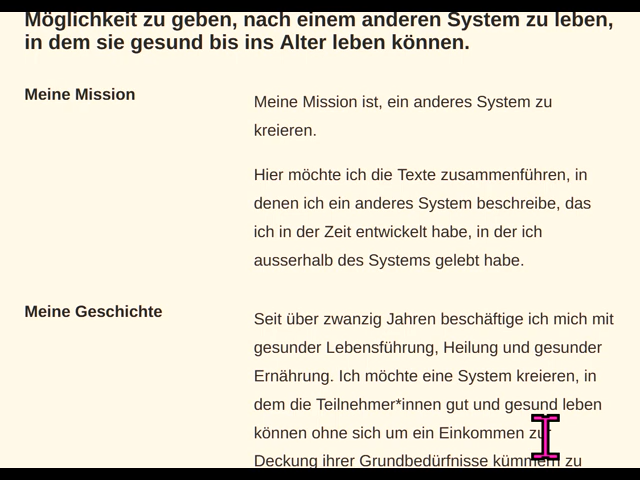 Möglichkeit zu geben, nach einem anderen System zu leben,
in dem sie gesund bis ins Alter leben können.
Meine Mission
Meine Mission ist, ein anderes System zu
kreieren.
Hier möchte ich die Texte zusammenführen, in
denen ich ein anderes System beschreibe, das
ich in der Zeit entwickelt habe, in der ich
ausserhalb des Systems gelebt habe.
Meine Geschichte
Seit über zwanzig Jahren beschäftige ich mich mit
gesunder Lebensführung, Heilung und gesunder
Ernährung. Ich möchte eine System kreieren, in
dem die Teilnehmer*innen gut und gesund leben
können ohne sich um ein Einkommen zur
Deckung ihrer Grundbedürfnisse kümmern zu